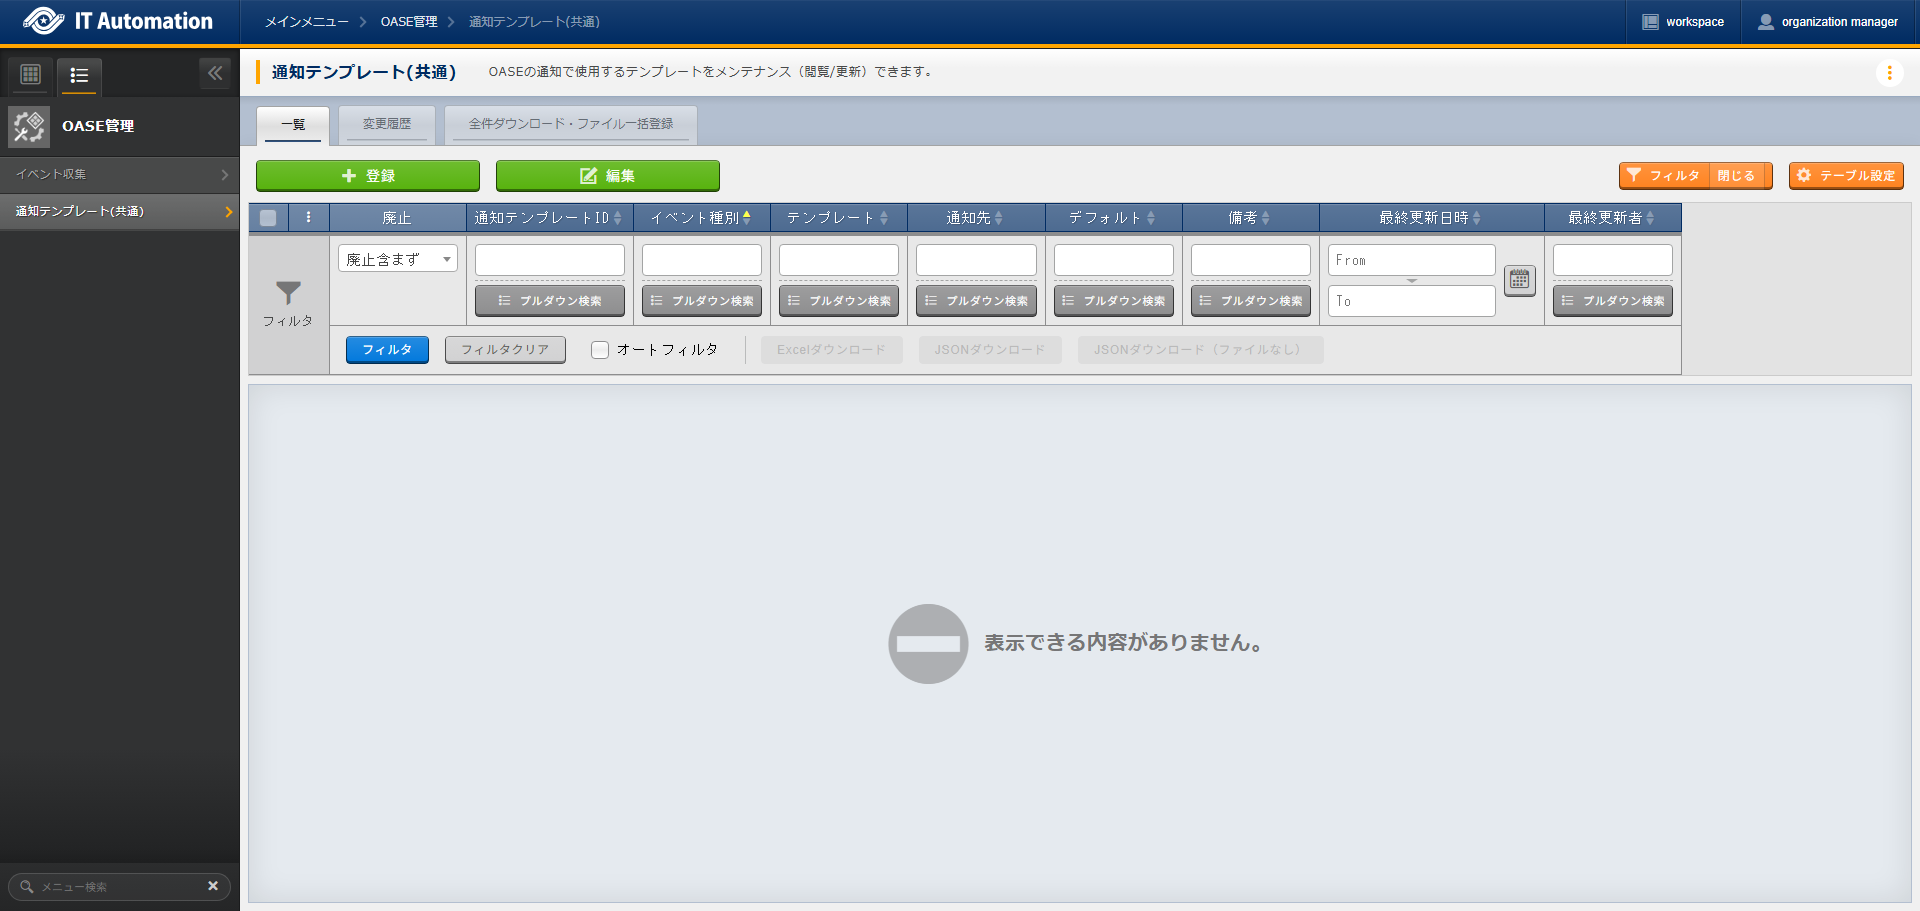 IT Automation
メインメニュー
OASE管理
通知テンプレート(共通)
workspace
organization manager
通知テンプレート(共通)
OASEの通知で使用するテンプレートをメンテナンス（閲覧/更新）できます。
OASE管理
イベント収集
通知テンプレート(共通)
一覧
変更履歴
全件ダウンロード・ファイル一括登録
登録
編集
フィルタ
閉じる
テーブル設定
廃止
通知テンプレートID
イベント種別
テンプレート
通知先
デフォルト
備考
最終更新日時
最終更新者
フィルタ
廃止含まず
From
To
プルダウン検索
プルダウン検索
プルダウン検索
プルダウン検索
プルダウン検索
プルダウン検索
プルダウン検索
フィルタ
フィルタクリア
オートフィルタ
Excelダウンロード
JSONダウンロード
JSONダウンロード（ファイルなし）
表示できる内容がありません。
メニュー検索